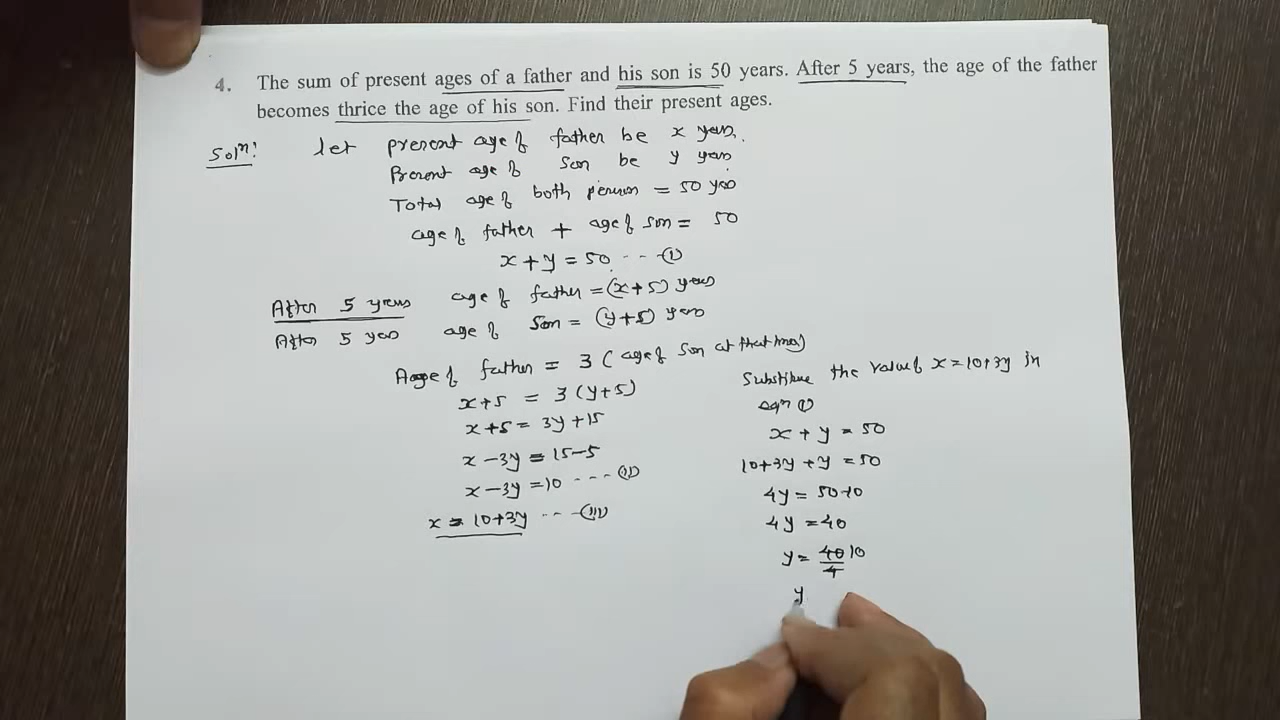 4. The sum of present ages of a father and his son is 50 years. After 5 years, the age of the father
becomes thrice the age of his son. Find their present ages.
Solⁿ: let present age of father be x years.
Present age of son be y years
Total age of both person = 50 years
age of father + age of son = 50
x + y = 50 --- (I)
After 5 years age of father = (x+5) years
After 5 years age of son = (y+5) years
Age of father = 3 (age of son at that time)
x+5 = 3 (y+5)
x+5 = 3y+15
x-3y = 15-5
x-3y = 10 --- (II)
x = 10+3y --- (III)
Substitue the value of x=10+3y in
eqn (I)
x + y = 50
10+3y+y = 50
4y = 50-10
4y = 40
y = 40/4 10
y